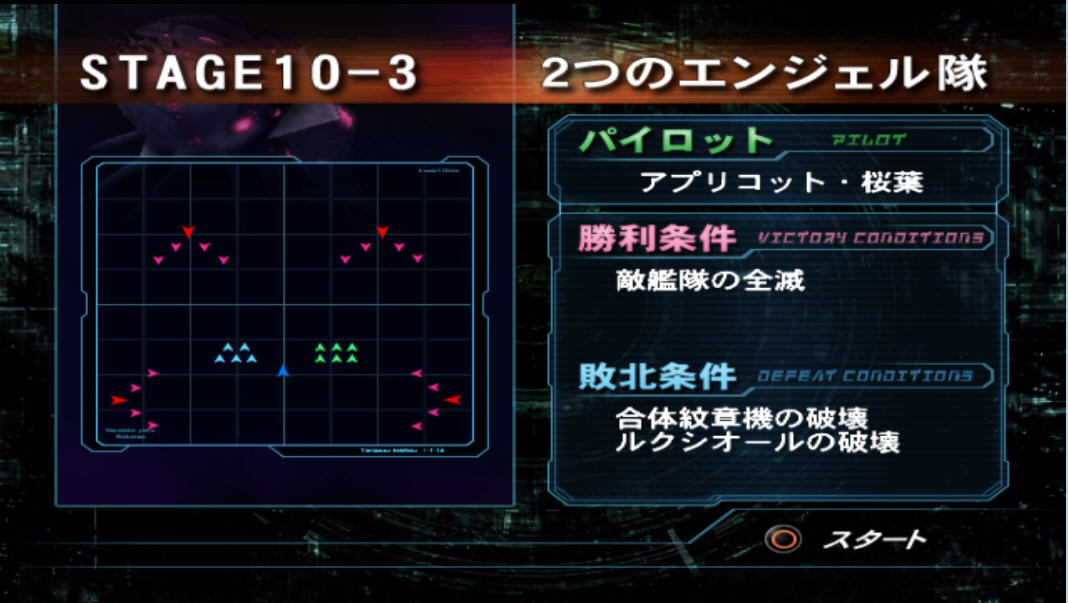 STAGE10-3
2つのエンジェル隊
パイロット PILOT
アプリコット・桜葉
勝利条件 VICTORY CONDITIONS
敵艦隊の全滅
敗北条件 DEFEAT CONDITIONS
合体紋章機の破壊
ルクシオールの破壊
スタート